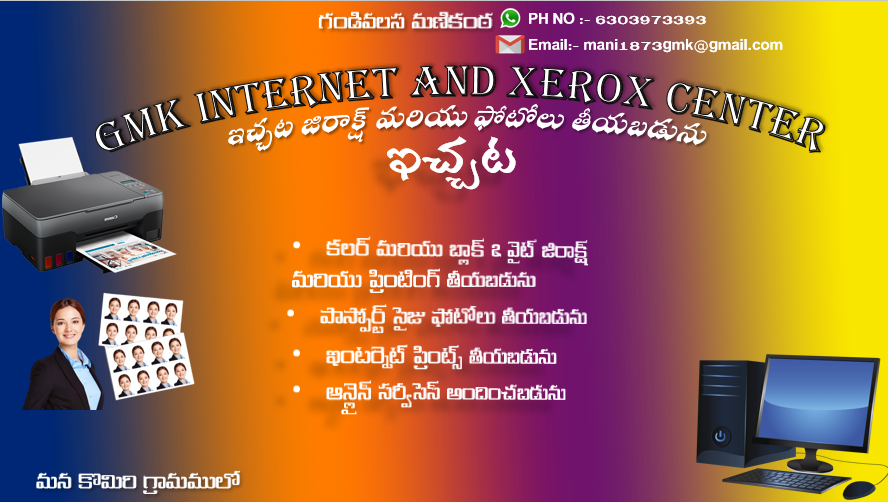 గండివలస మణికంఠ
PH NO :- 6303973393
Email:- mani1873gmk@gmail.com
GMK INTERNET AND XEROX CENTER
ఇచ్చట జిరాక్ష్ మరియు ఫోటోలు తీయబడును
ఇచ్చట
• కలర్ మరియు బ్లాక్ & వైట్ జిరాక్ష్
మరియు ప్రింటింగ్ తీయబడును
• పాస్పోర్ట్ సైజు ఫోటోలు తీయబడును
• ఇంటర్నెట్ ప్రింట్స్ తీయబడును
• ఆన్లైన్ సర్వీసెస్ అందించబడును
మన కొమిరి గ్రామములో